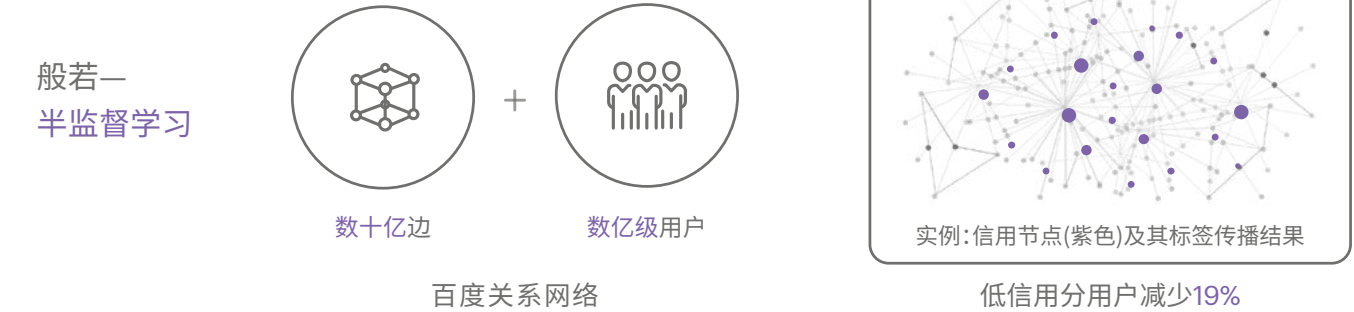 般若—
半监督学习
+
数十亿边
数亿级用户
百度关系网络
实例:信用节点(紫色)及其标签传播结果
低信用分用户减少19%